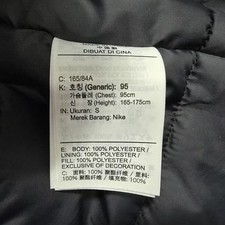 DIBUAT DI CINA
C: 165/84A
K: 호칭 (Generic): 95
가슴둘레 (Chest): 95cm
신 장 (Height): 165-175cm
IN: Ukuran: S
Merek Barang: Nike
E: BODY: 100% POLYESTER /
LINING: 100% POLYESTER /
FILL: 100% POLYESTER /
EXCLUSIVE OF DECORATION
C: 面料: 100% 聚酯纤维 / 里料:
100% 聚酯纤维 / 填充物: 100%